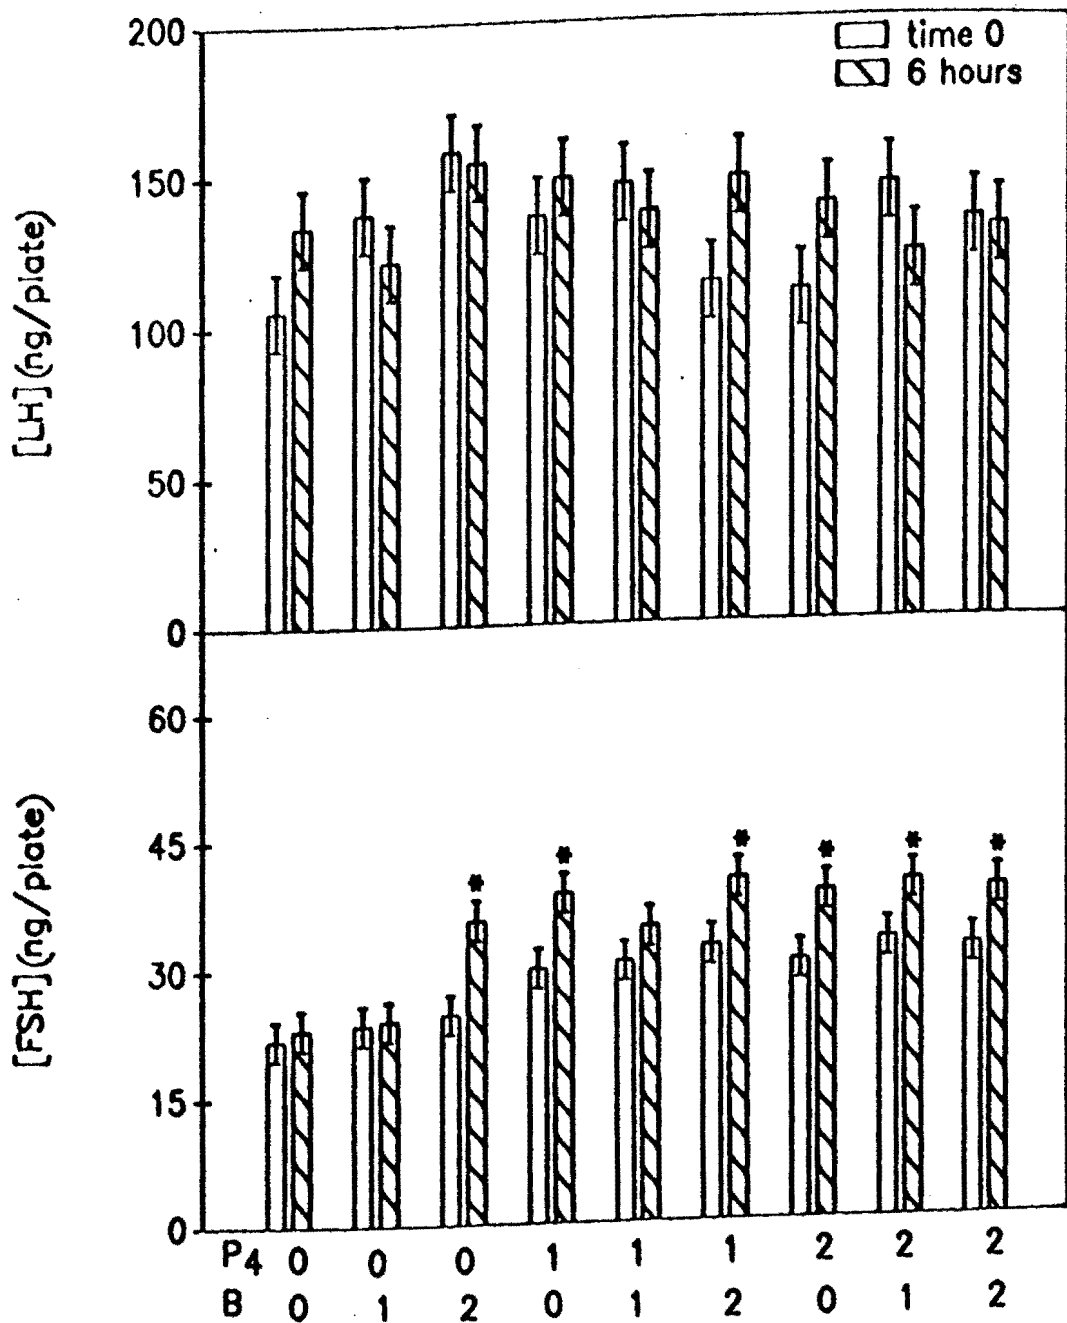 200
time 0
6 hours
150
100
50
0
[LH](ng/plate)
60
45
30
15
0
[FSH](ng/plate)
* * * * * *
P4 0 0 0 1 1 1 2 2 2
B 0 1 2 0 1 2 0 1 2